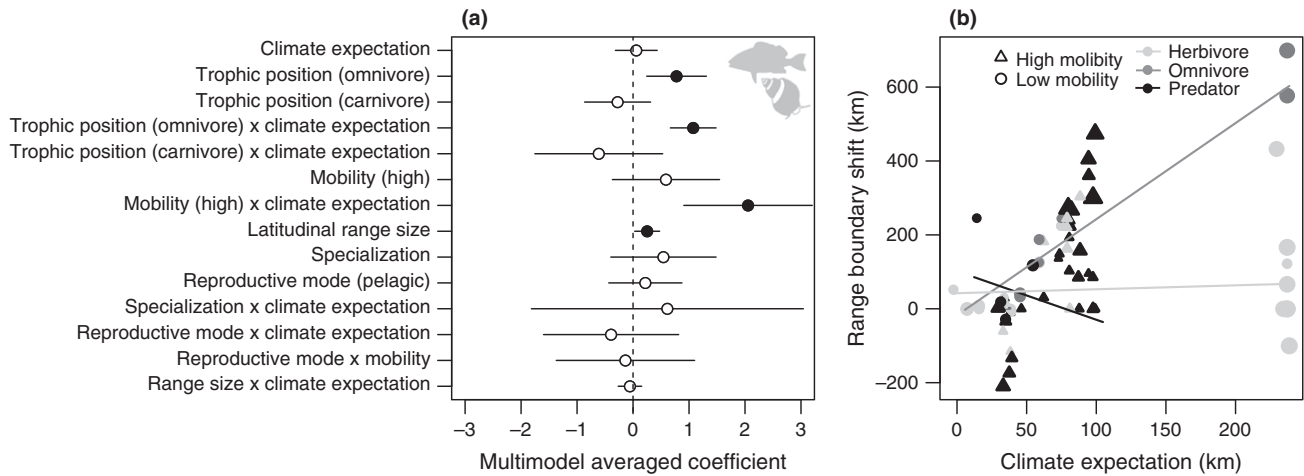 (a)
Climate expectation
Trophic position (omnivore)
Trophic position (carnivore)
Trophic position (omnivore) x climate expectation
Trophic position (carnivore) x climate expectation
Mobility (high)
Mobility (high) x climate expectation
Latitudinal range size
Specialization
Reproductive mode (pelagic)
Specialization x climate expectation
Reproductive mode x climate expectation
Reproductive mode x mobility
Range size x climate expectation
–3 –2 –1 0 1 2 3
Multimodel averaged coefficient
(b)
High molibity
Low mobility
Herbivore
Omnivore
Predator
Range boundary shift (km)
600
400
200
0
–200
0 50 100 150 200
Climate expectation (km)